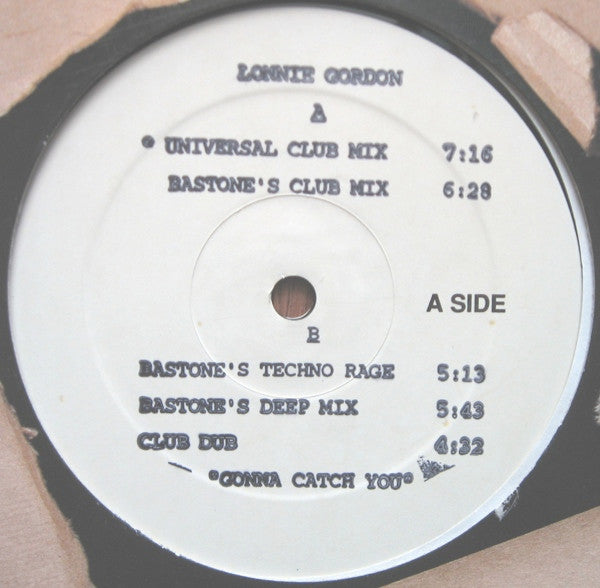 LONNIE GORDON
A
* UNIVERSAL CLUB MIX 7:16
BASTONE'S CLUB MIX 6:28
A SIDE
B
BASTONE'S TECHNO RAGE 5:13
BASTONE'S DEEP MIX 5:43
CLUB DUB 4:32
"GONNA CATCH YOU"